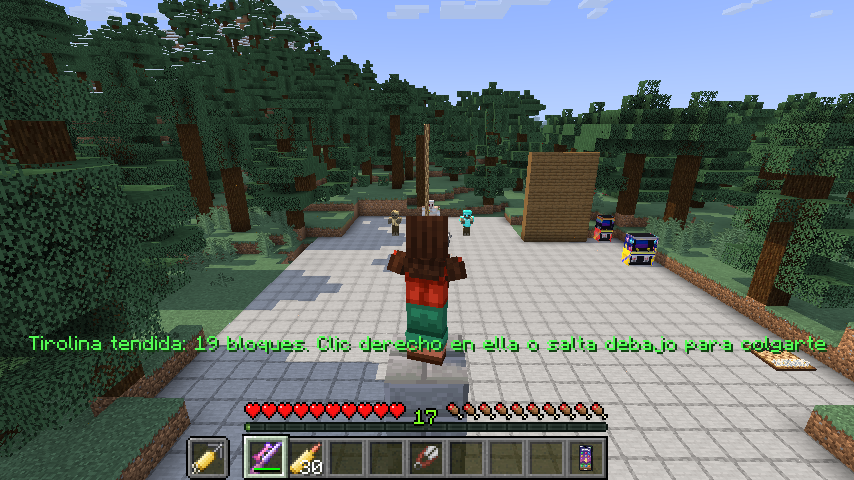 Tirolina tendida: 19 bloques. Clic derecho en ella o salta debajo para colgarte
17
30